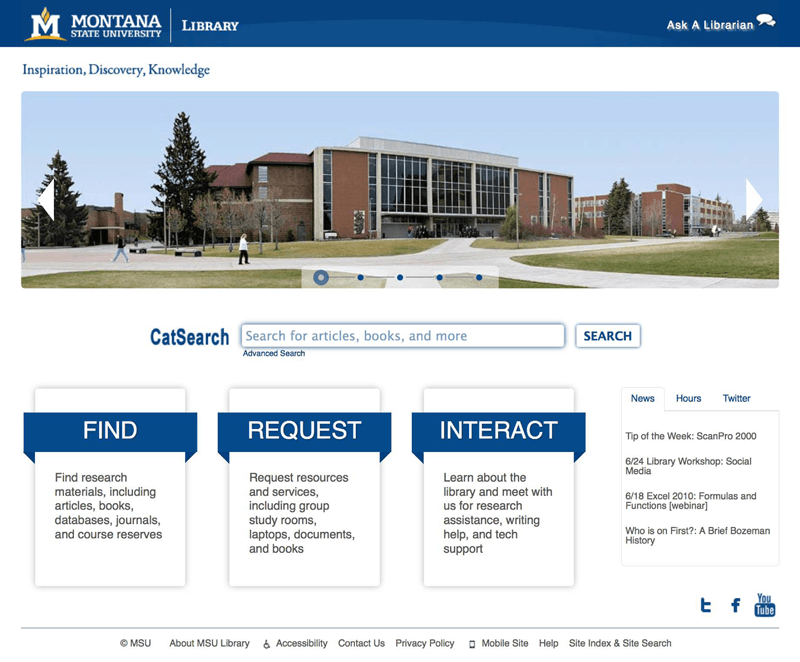 MONTANA
STATE UNIVERSITY
LIBRARY
Ask A Librarian
Inspiration, Discovery, Knowledge
CatSearch
Search for articles, books, and more
SEARCH
Advanced Search
FIND
Find research
materials, including
articles, books,
databases, journals,
and course reserves
REQUEST
Request resources
and services,
including group
study rooms,
laptops, documents,
and books
INTERACT
Learn about the
library and meet with
us for research
assistance, writing
help, and tech
support
News Hours Twitter
Tip of the Week: ScanPro 2000
6/24 Library Workshop: Social
Media
6/18 Excel 2010: Formulas and
Functions [webinar]
Who is on First?: A Brief Bozeman
History
You
Tube
© MSU About MSU Library Accessibility Contact Us Privacy Policy Mobile Site Help Site Index & Site Search